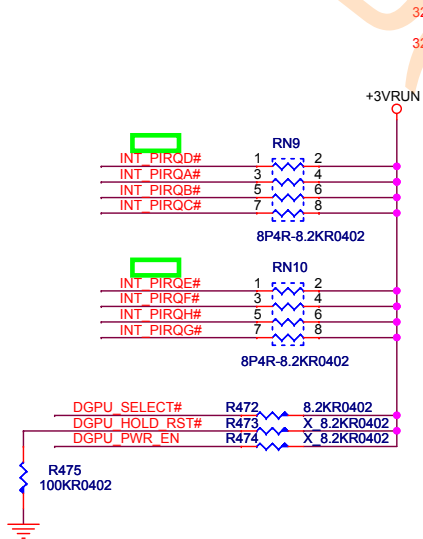 32
32
+3VRUN
RN9
INT_PIRQD# 1 2
INT_PIRQA# 3 4
INT_PIRQB# 5 6
INT_PIRQC# 7 8
8P4R-8.2KR0402
RN10
INT_PIRQE# 1 2
INT_PIRQF# 3 4
INT_PIRQH# 5 6
INT_PIRQG# 7 8
8P4R-8.2KR0402
DGPU_SELECT# R472 8.2KR0402
DGPU_HOLD_RST# R473 X_8.2KR0402
DGPU_PWR_EN R474 X_8.2KR0402
R475
100KR0402